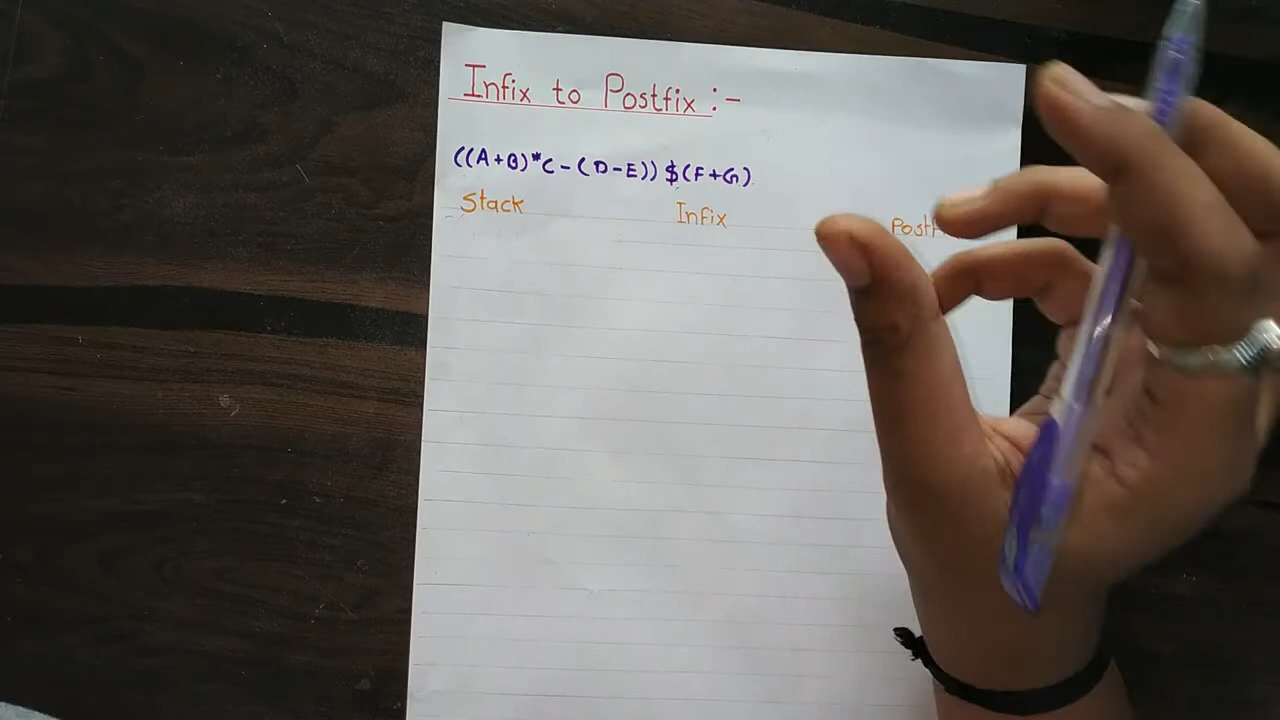 Infix to Postfix :-
((A+B)*C-(D-E))$(F+G)
Stack Infix